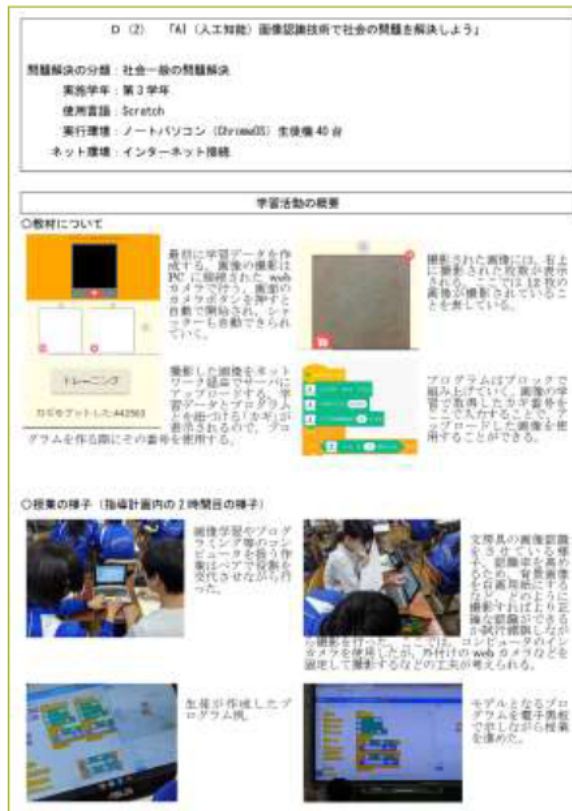 D (2) 「AI(人工知能)画像認識技術で社会の問題を解決しよう」
問題解決の分類:社会一般の問題解決
実施学年:第3学年
使用言語:Scratch
実行環境:ノートパソコン(ChromeOS)生徒機40台
ネット環境:インターネット接続
学習活動の概要
○教材について
最初に学習データを作
成する。画像の撮影は
PCに接続された web
カメラで行う。画面の
カメラボタンを押すと
自動で開始され、シャ
ッターも自動できられ
ていく。
撮影された画像には、右上
に撮影された枚数が表示
される。ここでは12枚の
画像が撮影されているこ
とを表している。
トレーニング
カギをゲットした:442563
撮影した画像をネット
ワーク経由でサーバに
アップロードする。学
習データとプログラム
とを紐づける「カギ」が
表示されるので、プロ
グラムを作る際にその番号を使用する。
プログラムはブロックで
組み上げていく。画像の学
習で取得したカギ番号を
ここで入力することで、ア
ップロードした画像を使
用することができる。
○授業の様子(指導計画内の2時間目の様子)
画像学習やプログ
ラミング等のコン
ピュータを扱う作
業はペアで役割を
交代させながら行
った。
文房具の画像認識
をさせている様
子。認識率を高め
るため、背景画像
を白画用紙にする
など、どのように
撮影すればより正
確な認識ができる
か試行錯誤しなが
ら撮影を行った。ここでは、コンピュータのイン
カメラを使用したが、外付けの web カメラなどを
固定して撮影するなどの工夫が考えられる。
生徒が作成したプ
ログラム例。
モデルとなるプロ
グラムを電子黒板
で示しながら授業
を進めた。
ASUS